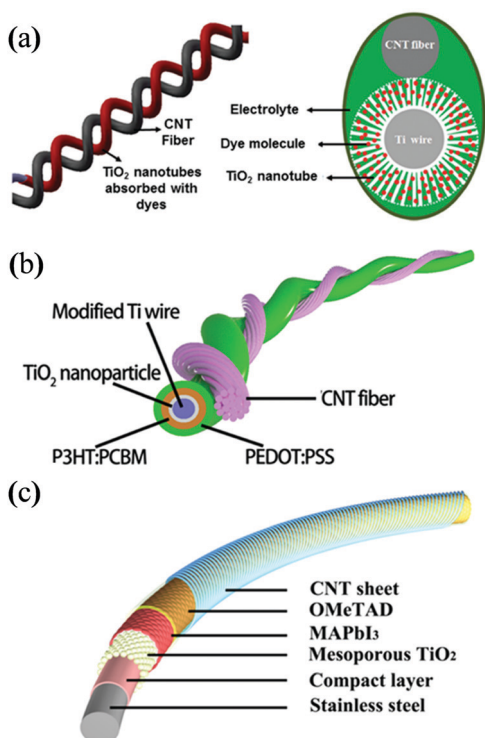 (a)
CNT
Fiber
TiO₂ nanotubes
absorbed with
dyes
CNT fiber
Electrolyte
Dye molecule
Ti wire
TiO₂ nanotube
(b)
Modified Ti wire
TiO₂ nanoparticle
CNT fiber
P3HT:PCBM
PEDOT:PSS
(c)
CNT sheet
OMeTAD
MAPbI₃
Mesoporous TiO₂
Compact layer
Stainless steel